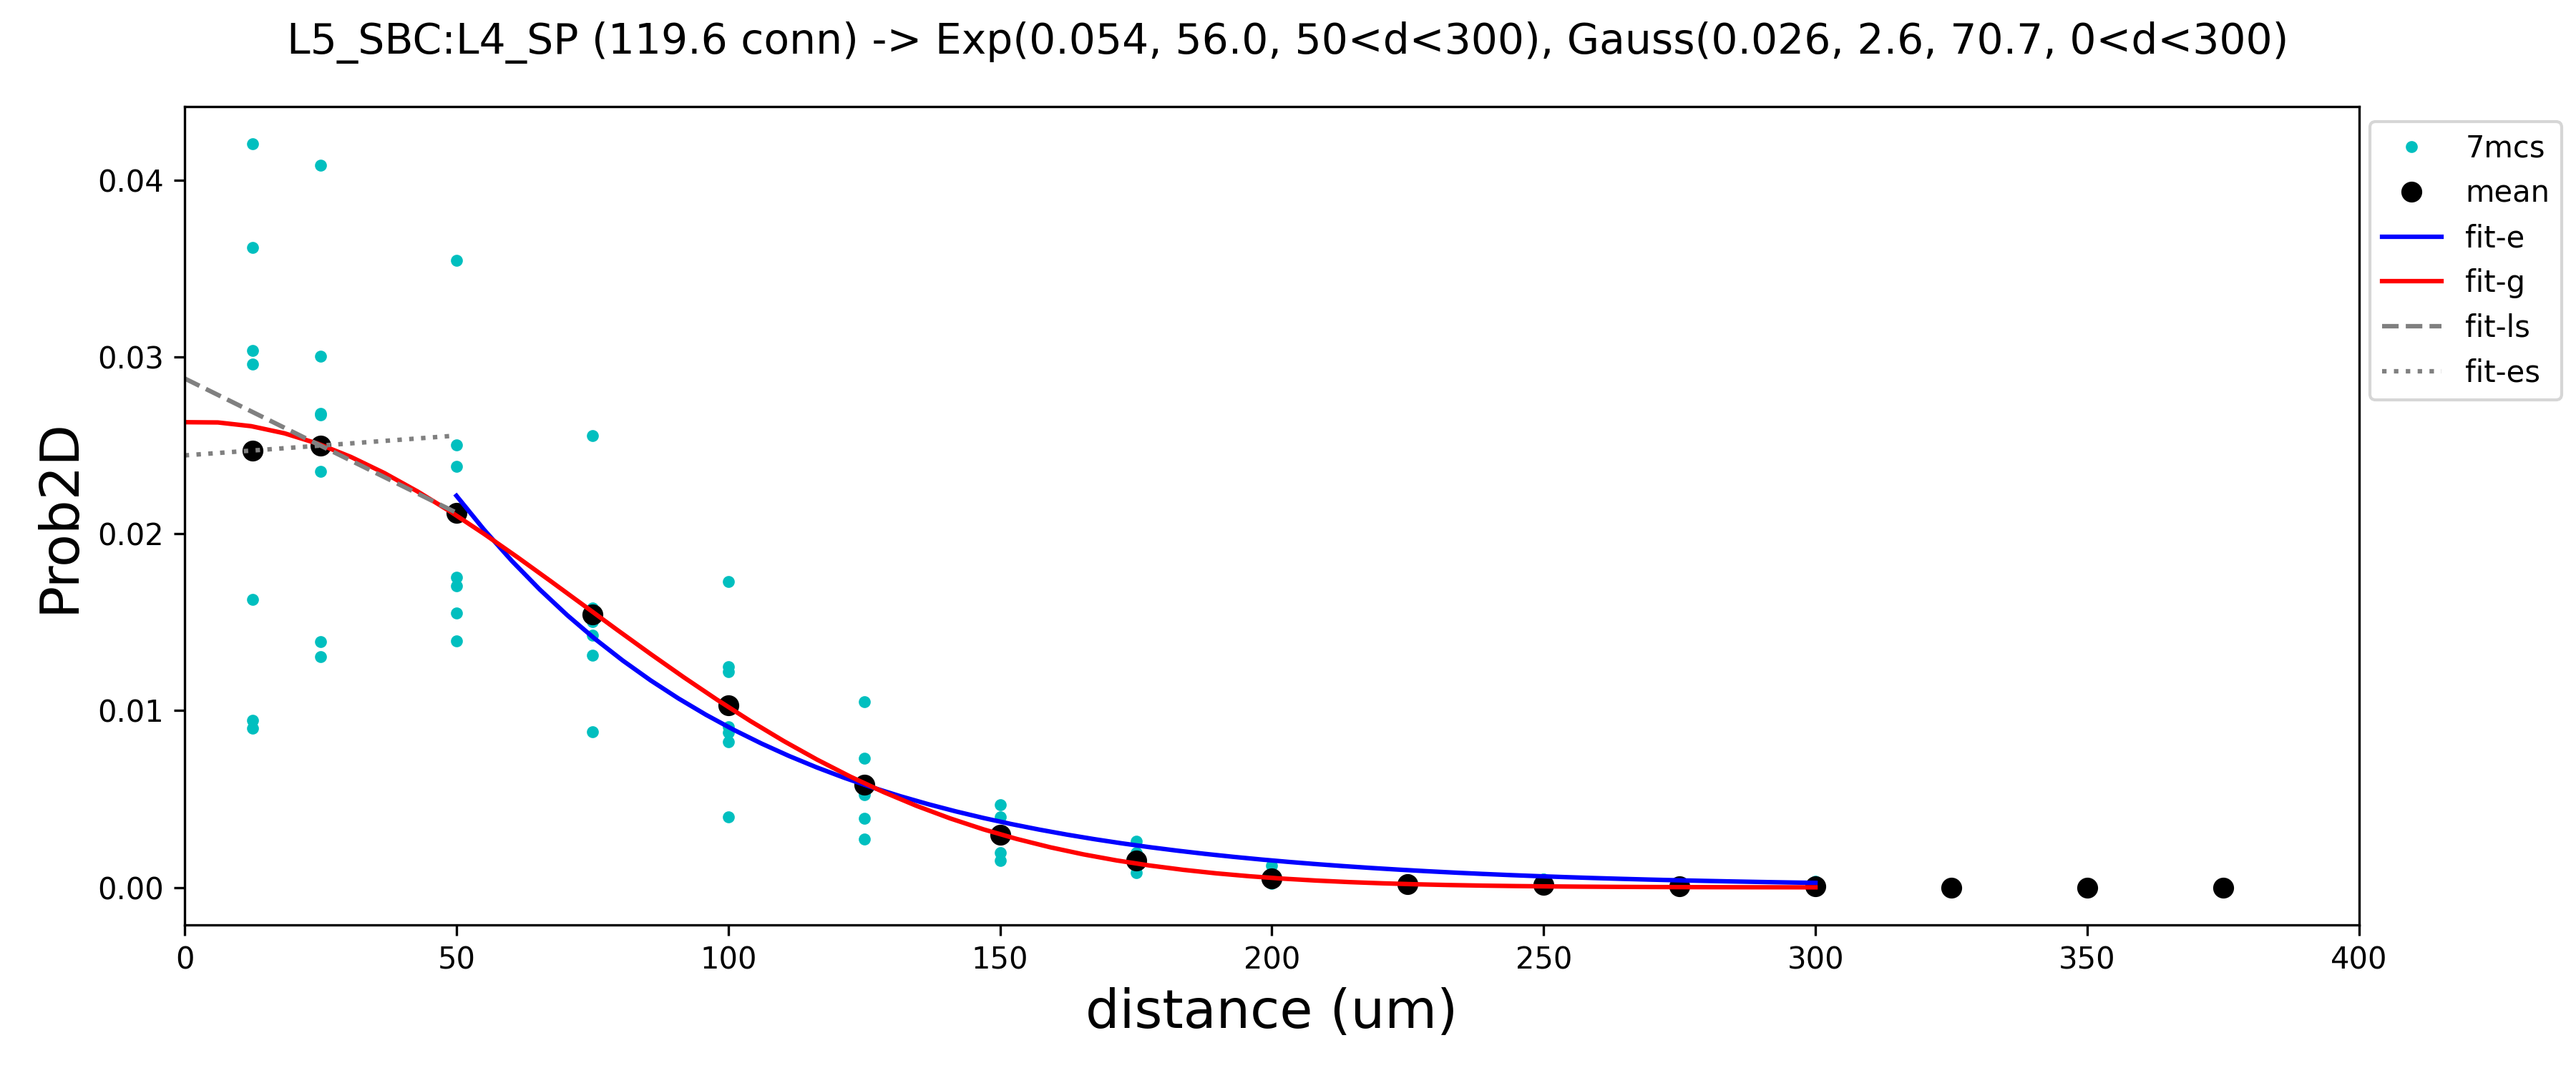 L5_SBC:L4_SP (119.6 conn) -> Exp(0.054, 56.0, 50<d<300), Gauss(0.026, 2.6, 70.7, 0<d<300)
7mcs
mean
fit-e
fit-g
fit-ls
fit-es
Prob2D
0.04
0.03
0.02
0.01
0.00
0 50 100 150 200 250 300 350 400
distance (um)